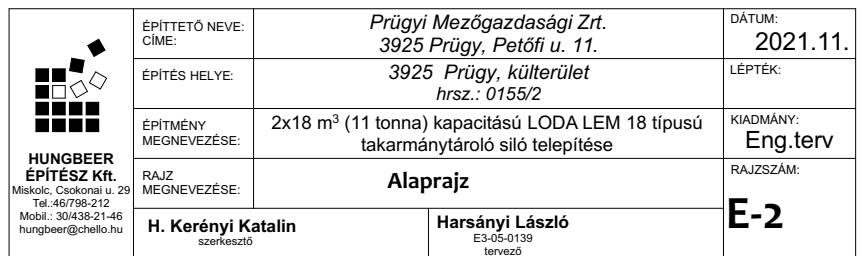 HUNGBEER
ÉPÍTÉSZ Kft.
Miskolc, Csokonai u. 29
Tel.:46/798-212
Mobil.: 30/438-21-46
hungbeer@chello.hu
ÉPÍTTETŐ NEVE:
CÍME:
Prügyi Mezőgazdasági Zrt.
3925 Prügy, Petőfi u. 11.
DÁTUM:
2021.11.
ÉPÍTÉS HELYE:
3925 Prügy, külterület
hrsz.: 0155/2
LÉPTÉK:
ÉPÍTMÉNY
MEGNEVEZÉSE:
2x18 m³ (11 tonna) kapacitású LODA LEM 18 típusú
takarmánytároló siló telepítése
KIADMÁNY:
Eng.terv
RAJZ
MEGNEVEZÉSE:
Alaprajz
RAJZSZÁM:
E-2
H. Kerényi Katalin
szerkesztő
Harsányi László
E3-05-0139
tervező